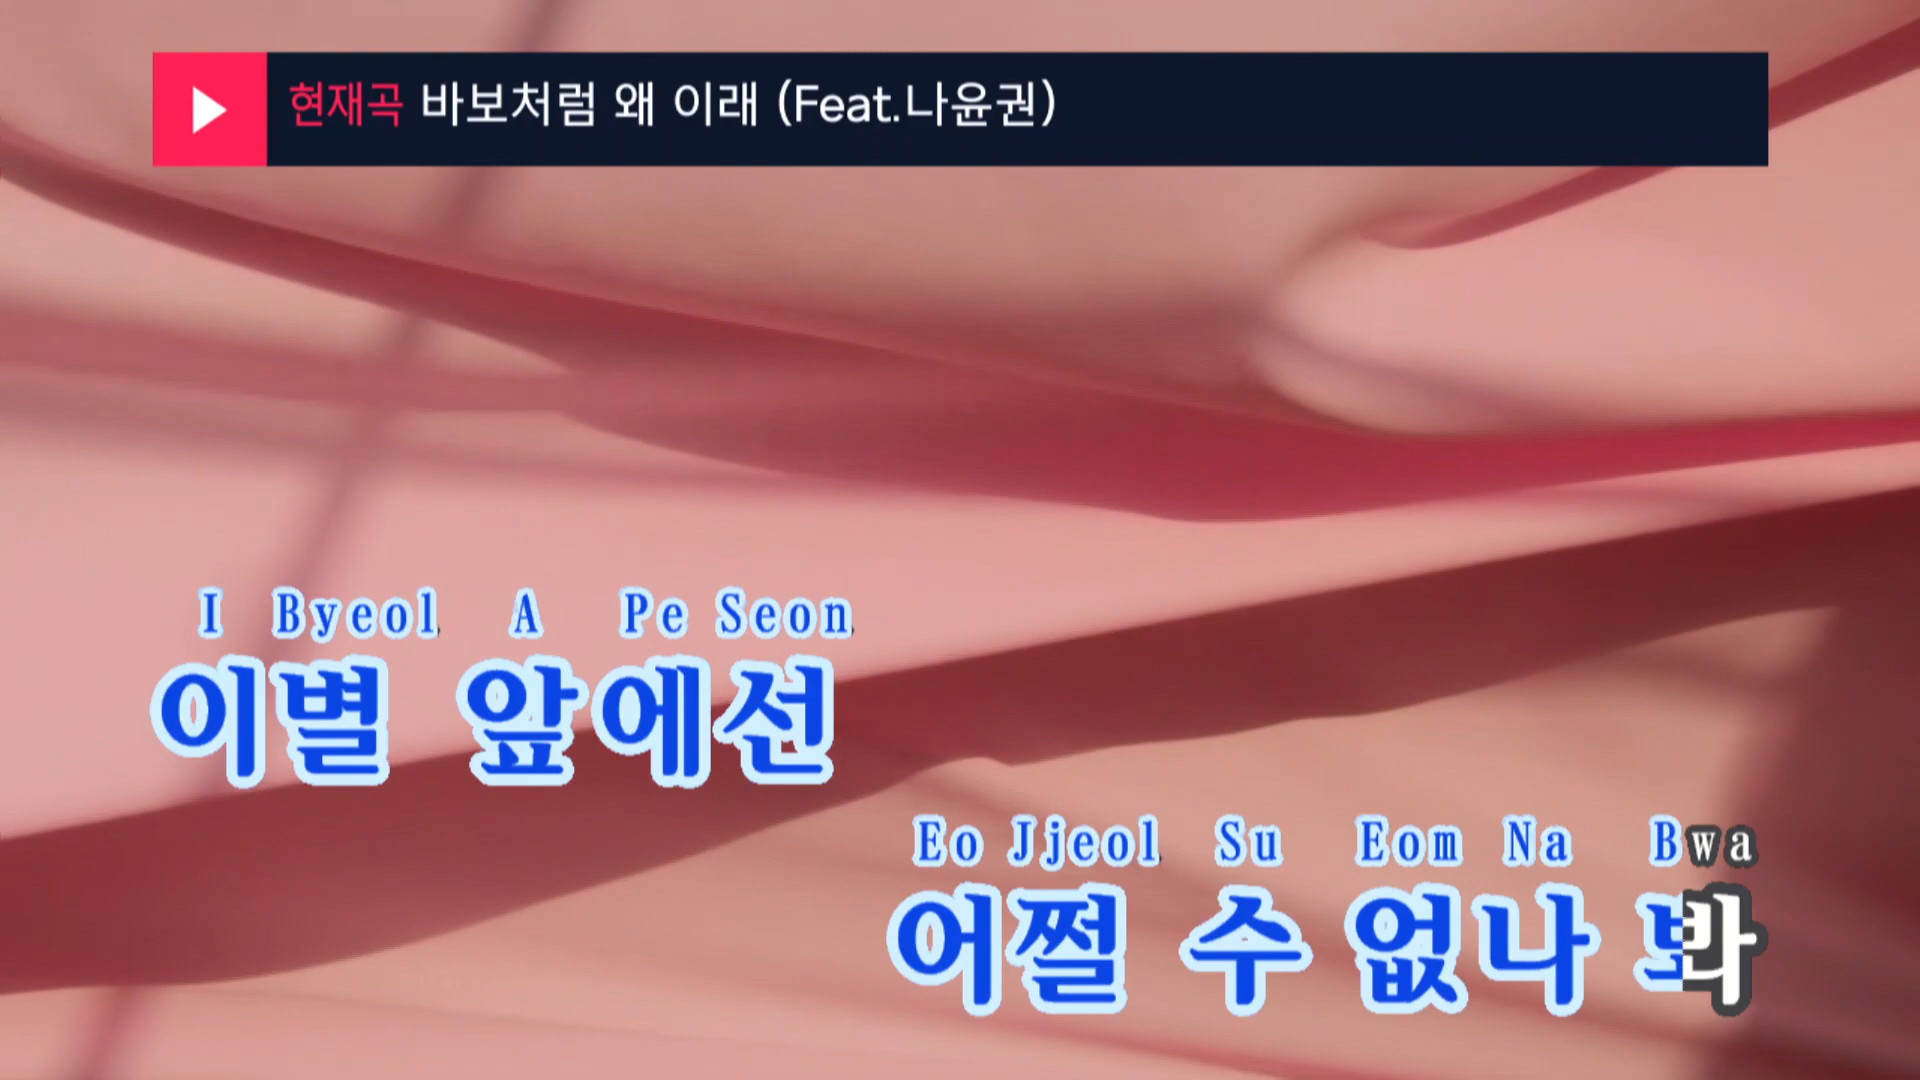 현재곡 바보처럼 왜 이래 (Feat.나윤권)
I Byeol A Pe Seon
이별 앞에선
Eo Jjeol Su Eom Na Bwa
어쩔 수 없나 봐